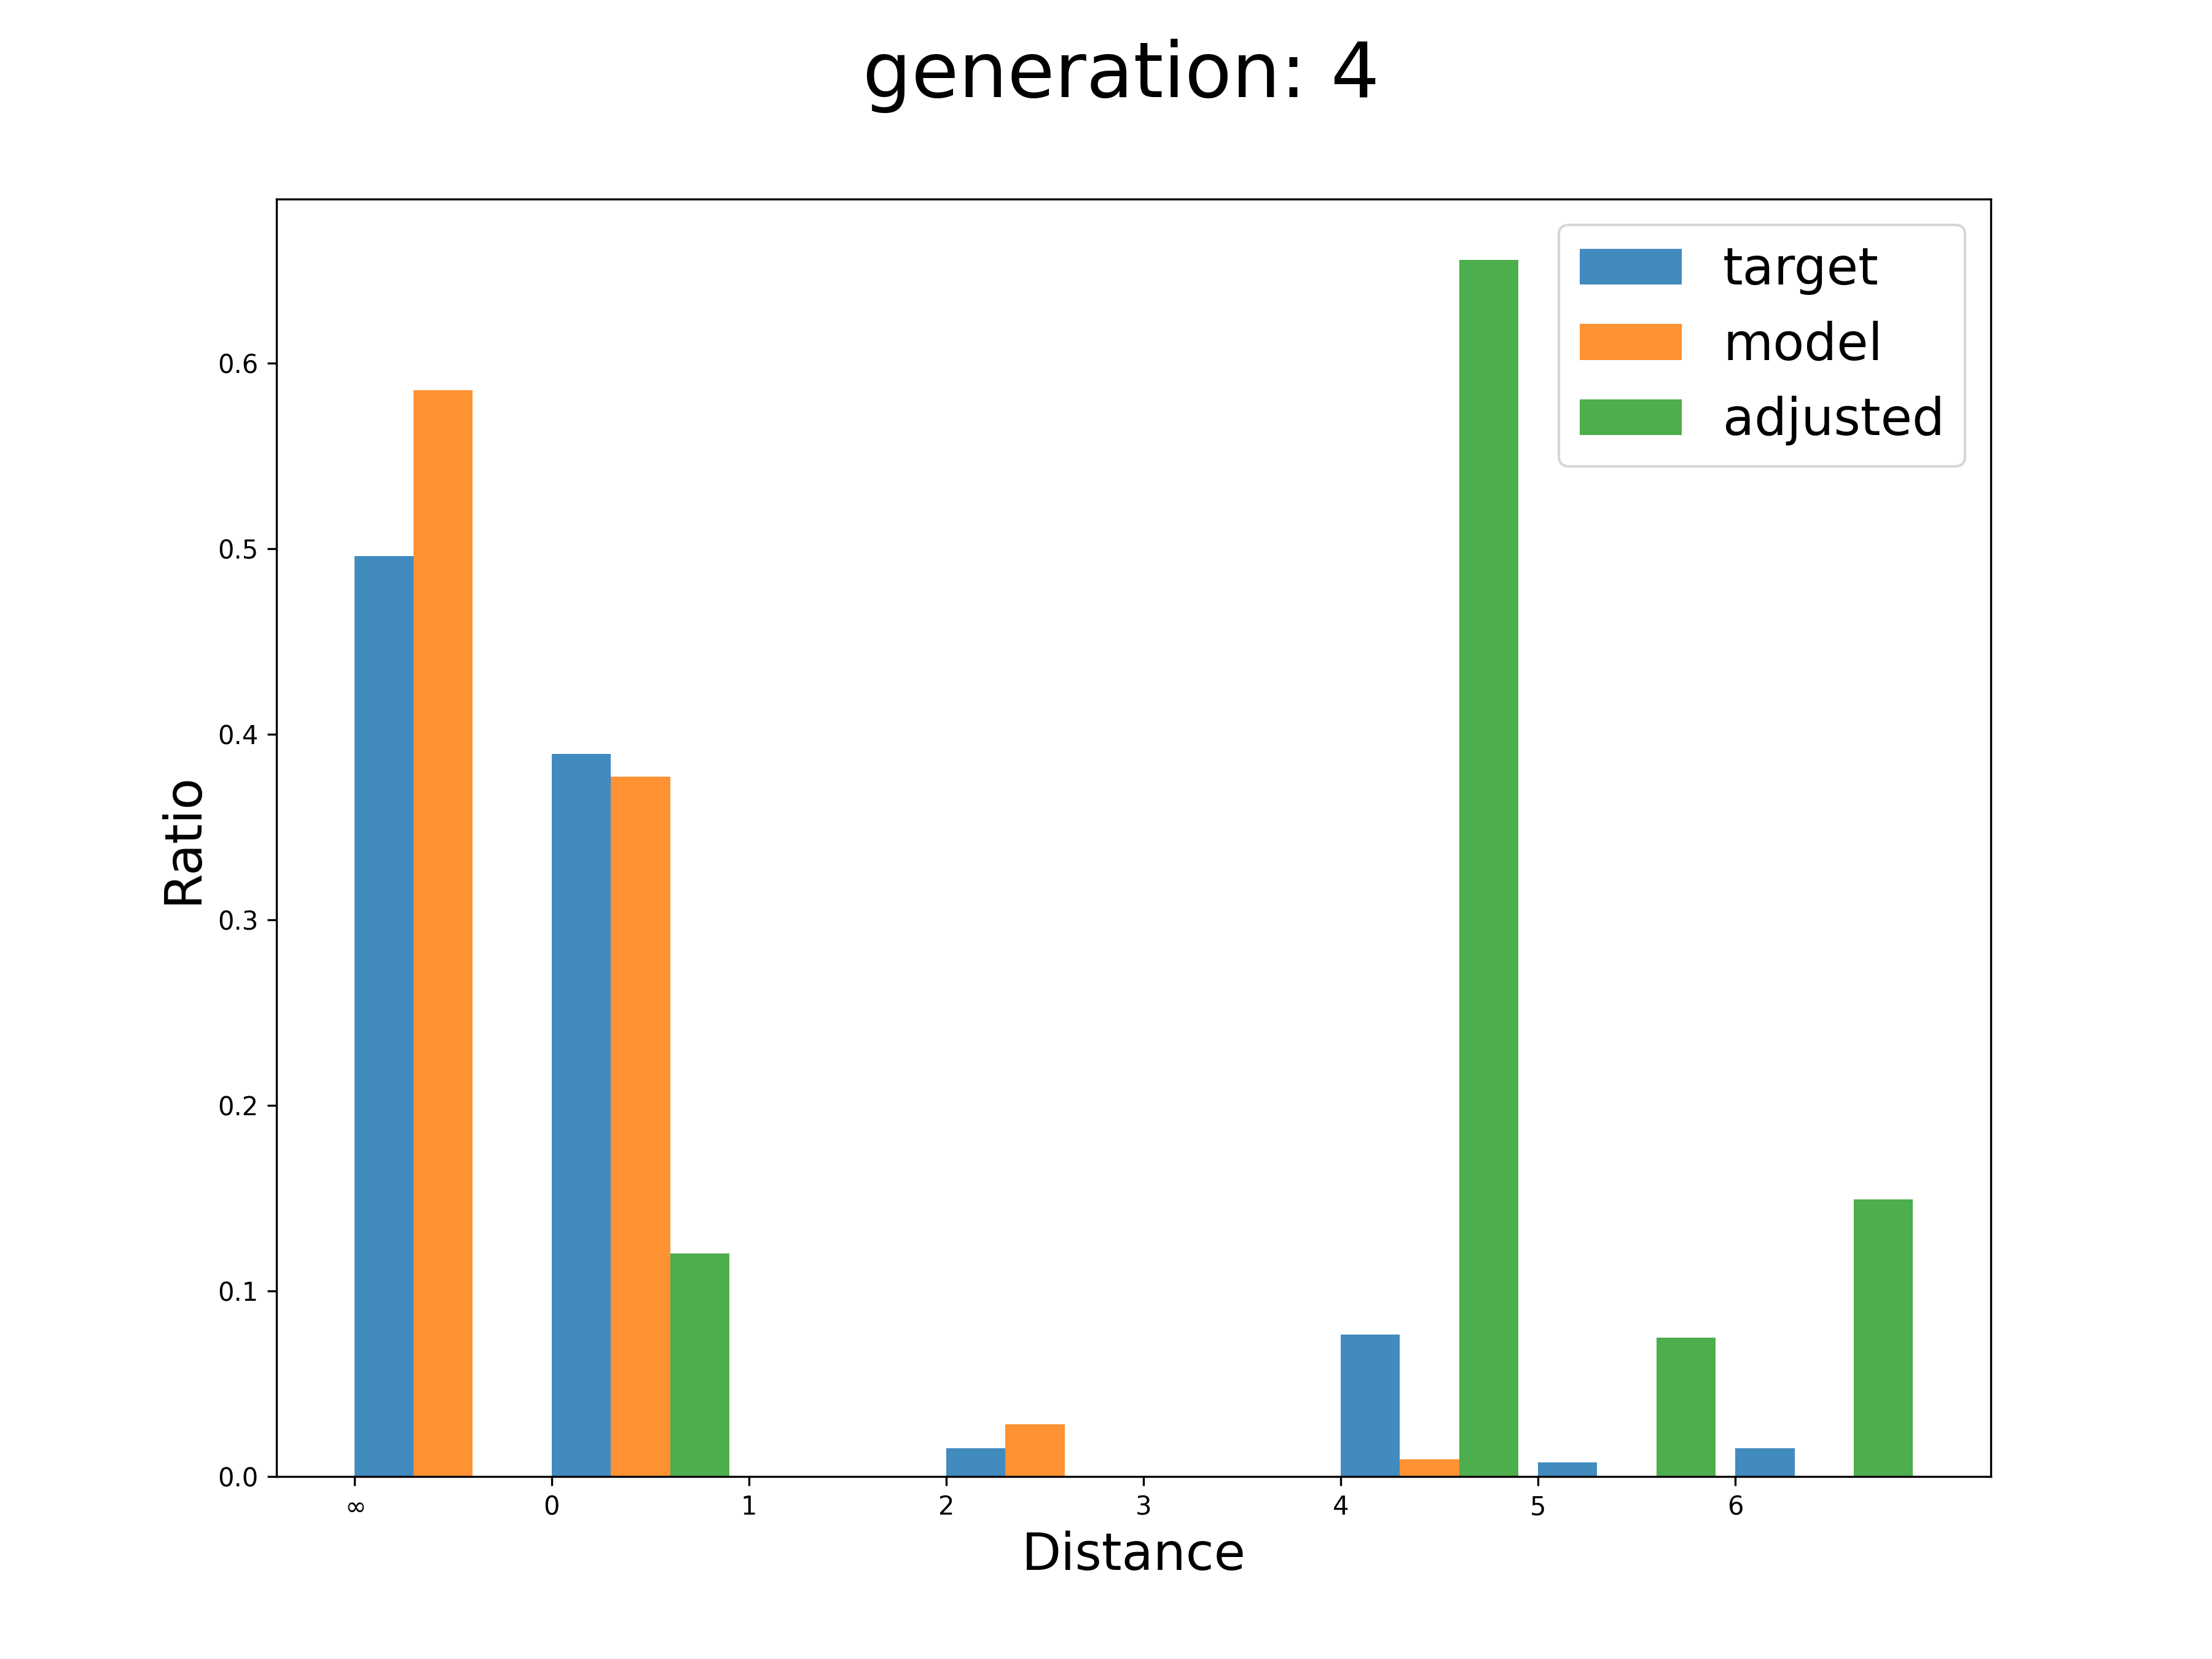 generation: 4
target
model
adjusted
0.6
0.5
0.4
0.3
0.2
0.1
0.0
Ratio
∞ 0 1 2 3 4 5 6
Distance